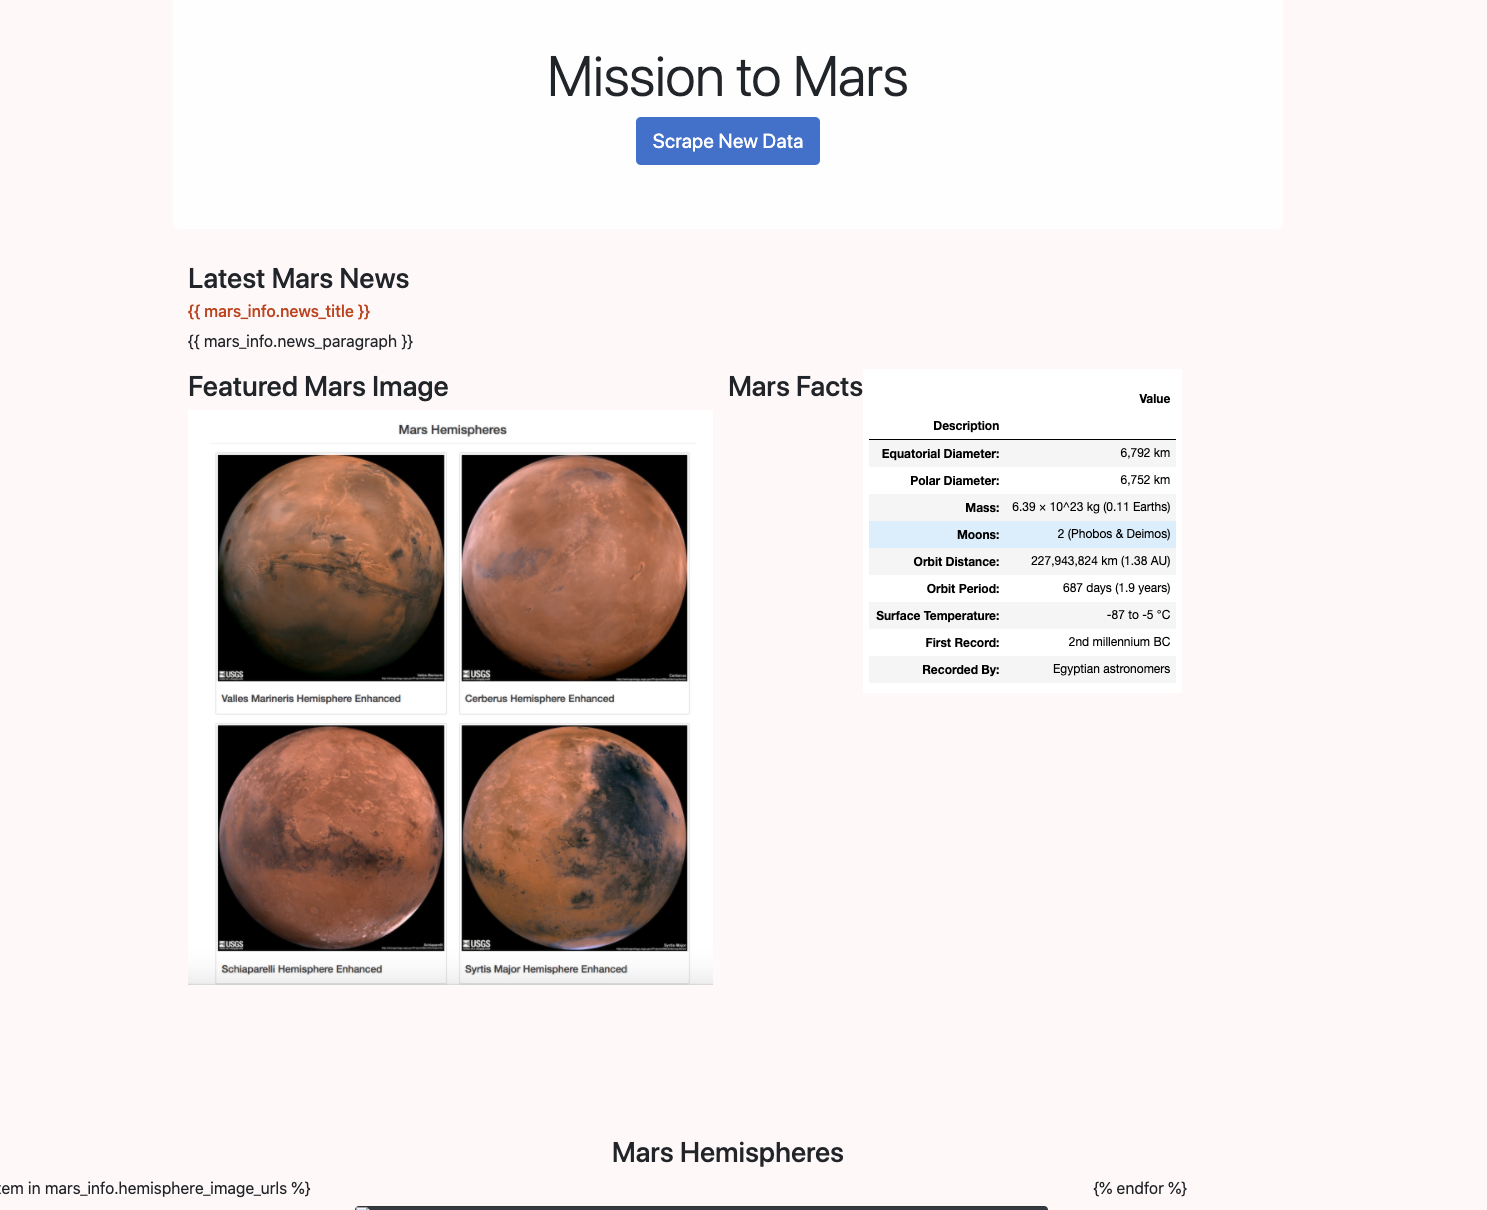 Mission to Mars
Scrape New Data
Latest Mars News
{{ mars_info.news_title }}
{{ mars_info.news_paragraph }}
Featured Mars Image
Mars Hemispheres
USGS
USGS
Valles Marineris Hemisphere Enhanced
Cerberus Hemisphere Enhanced
USGS
USGS
Schiaparelli Hemisphere Enhanced
Syrtis Major Hemisphere Enhanced
Mars Facts
Value
Description
Equatorial Diameter: 6,792 km
Polar Diameter: 6,752 km
Mass: 6.39 × 10^23 kg (0.11 Earths)
Moons: 2 (Phobos & Deimos)
Orbit Distance: 227,943,824 km (1.38 AU)
Orbit Period: 687 days (1.9 years)
Surface Temperature: -87 to -5 °C
First Record: 2nd millennium BC
Recorded By: Egyptian astronomers
Mars Hemispheres
in mars_info.hemisphere_image_urls %}
{% endfor %}